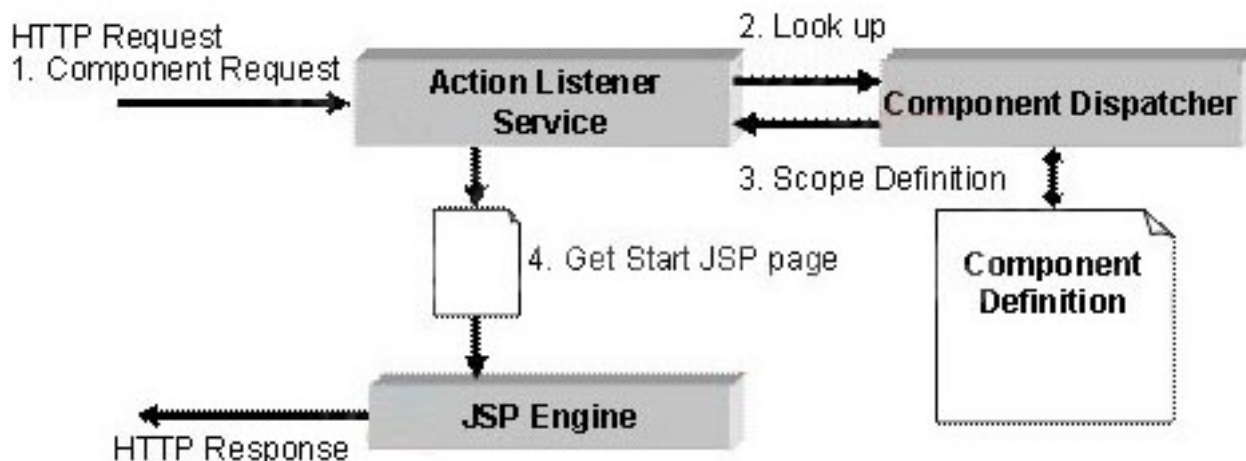 HTTP Request
1. Component Request
Action Listener
Service
2. Look up
Component Dispatcher
3. Scope Definition
Component
Definition
4. Get Start JSP page
JSP Engine
HTTP Response